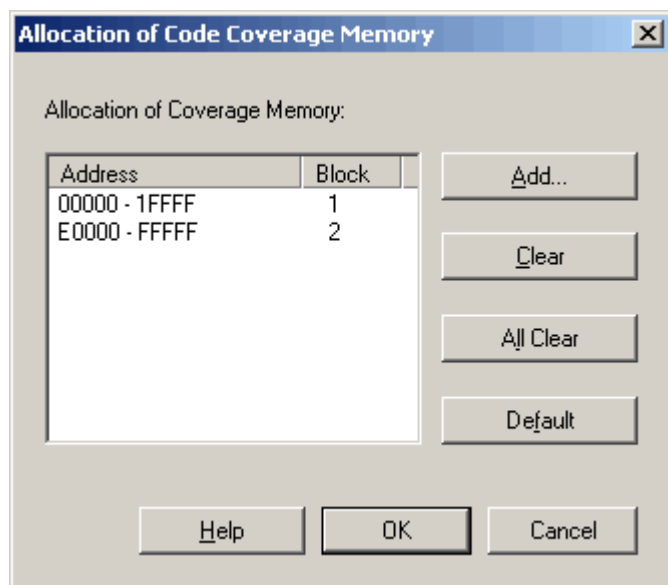 Allocation of Code Coverage Memory
Allocation of Coverage Memory:
Address Block
00000 - 1FFFF 1
E0000 - FFFFF 2
Add...
Clear
All Clear
Default
Help OK Cancel